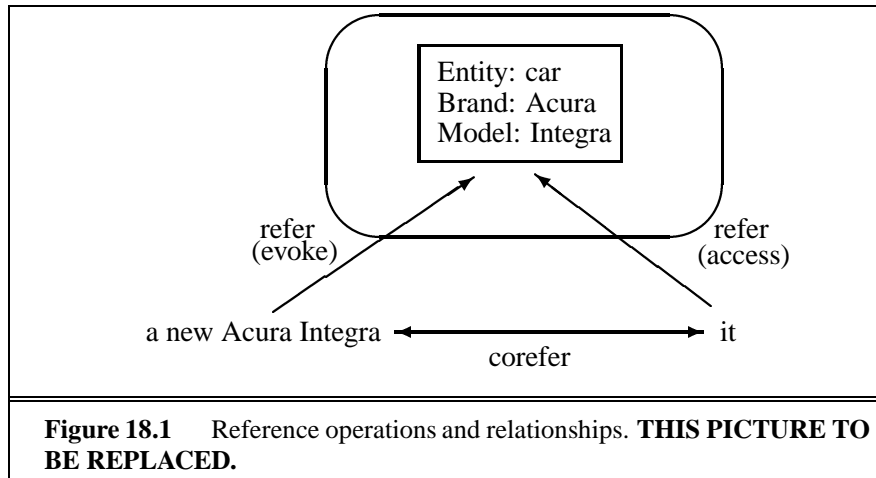 Entity: car
Brand: Acura
Model: Integra
refer
(evoke)
refer
(access)
a new Acura Integra
it
corefer
Figure 18.1 Reference operations and relationships. THIS PICTURE TO
BE REPLACED.